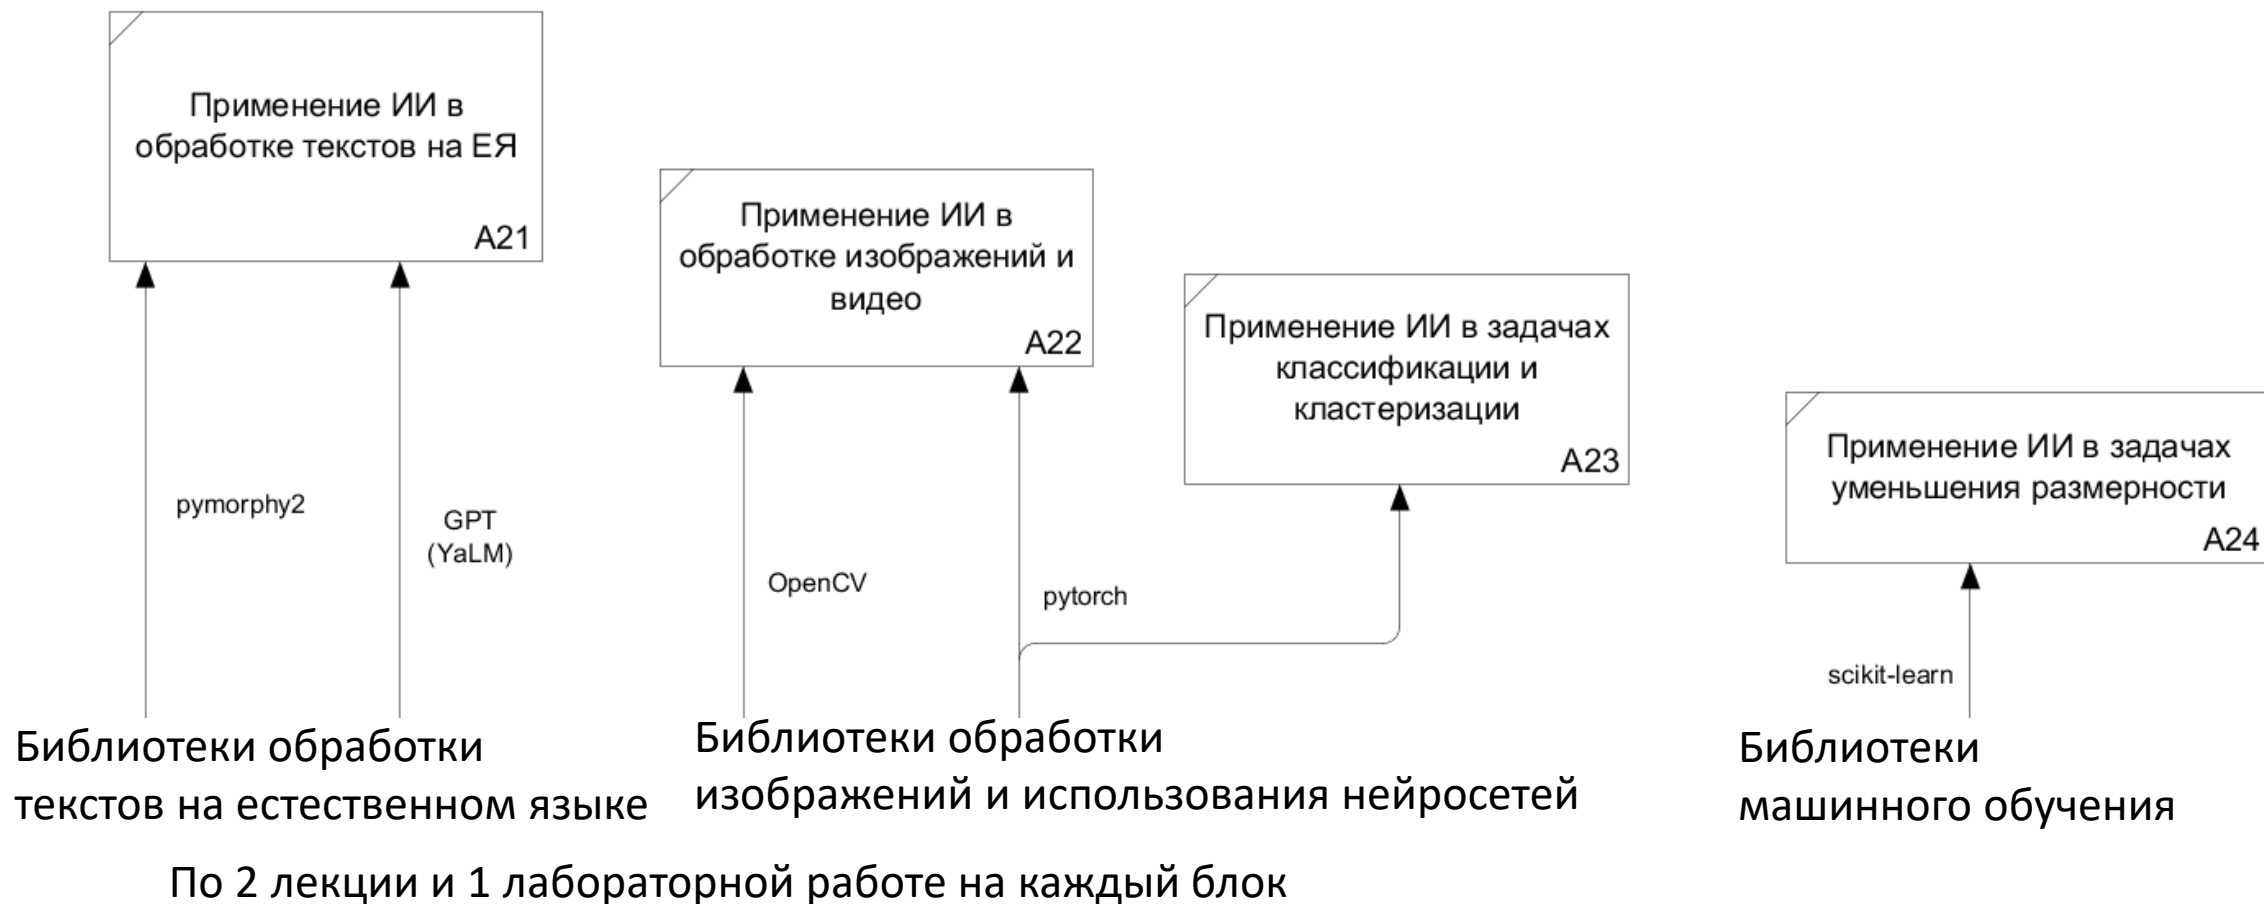 Применение ИИ в
обработке текстов на ЕЯ
A21
Применение ИИ в
обработке изображений и
видео
A22
Применение ИИ в задачах
классификации и
кластеризации
A23
Применение ИИ в задачах
уменьшения размерности
A24
pymorphy2
GPT
(YaLM)
OpenCV
pytorch
scikit-learn
Библиотеки обработки
текстов на естественном языке
Библиотеки обработки
изображений и использования нейросетей
Библиотеки
машинного обучения
По 2 лекции и 1 лабораторной работе на каждый блок